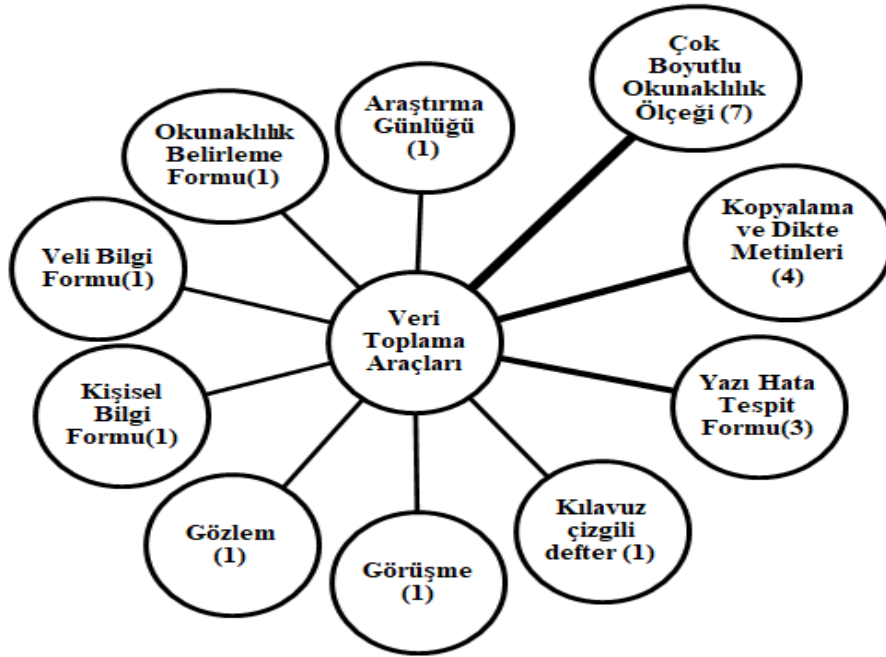 Çok
Boyutlu
Okunaklılık
Ölçeği (7)
Araştırma
Günlüğü
(1)
Okunaklılık
Belirleme
Formu(1)
Kopyalama
ve Dikte
Metinleri
(4)
Veli Bilgi
Formu(1)
Veri
Toplama
Araçları
Kişisel
Bilgi
Formu(1)
Yazı Hata
Tespit
Formu(3)
Gözlem
(1)
Görüşme
(1)
Kılavuz
çizgili
defter (1)